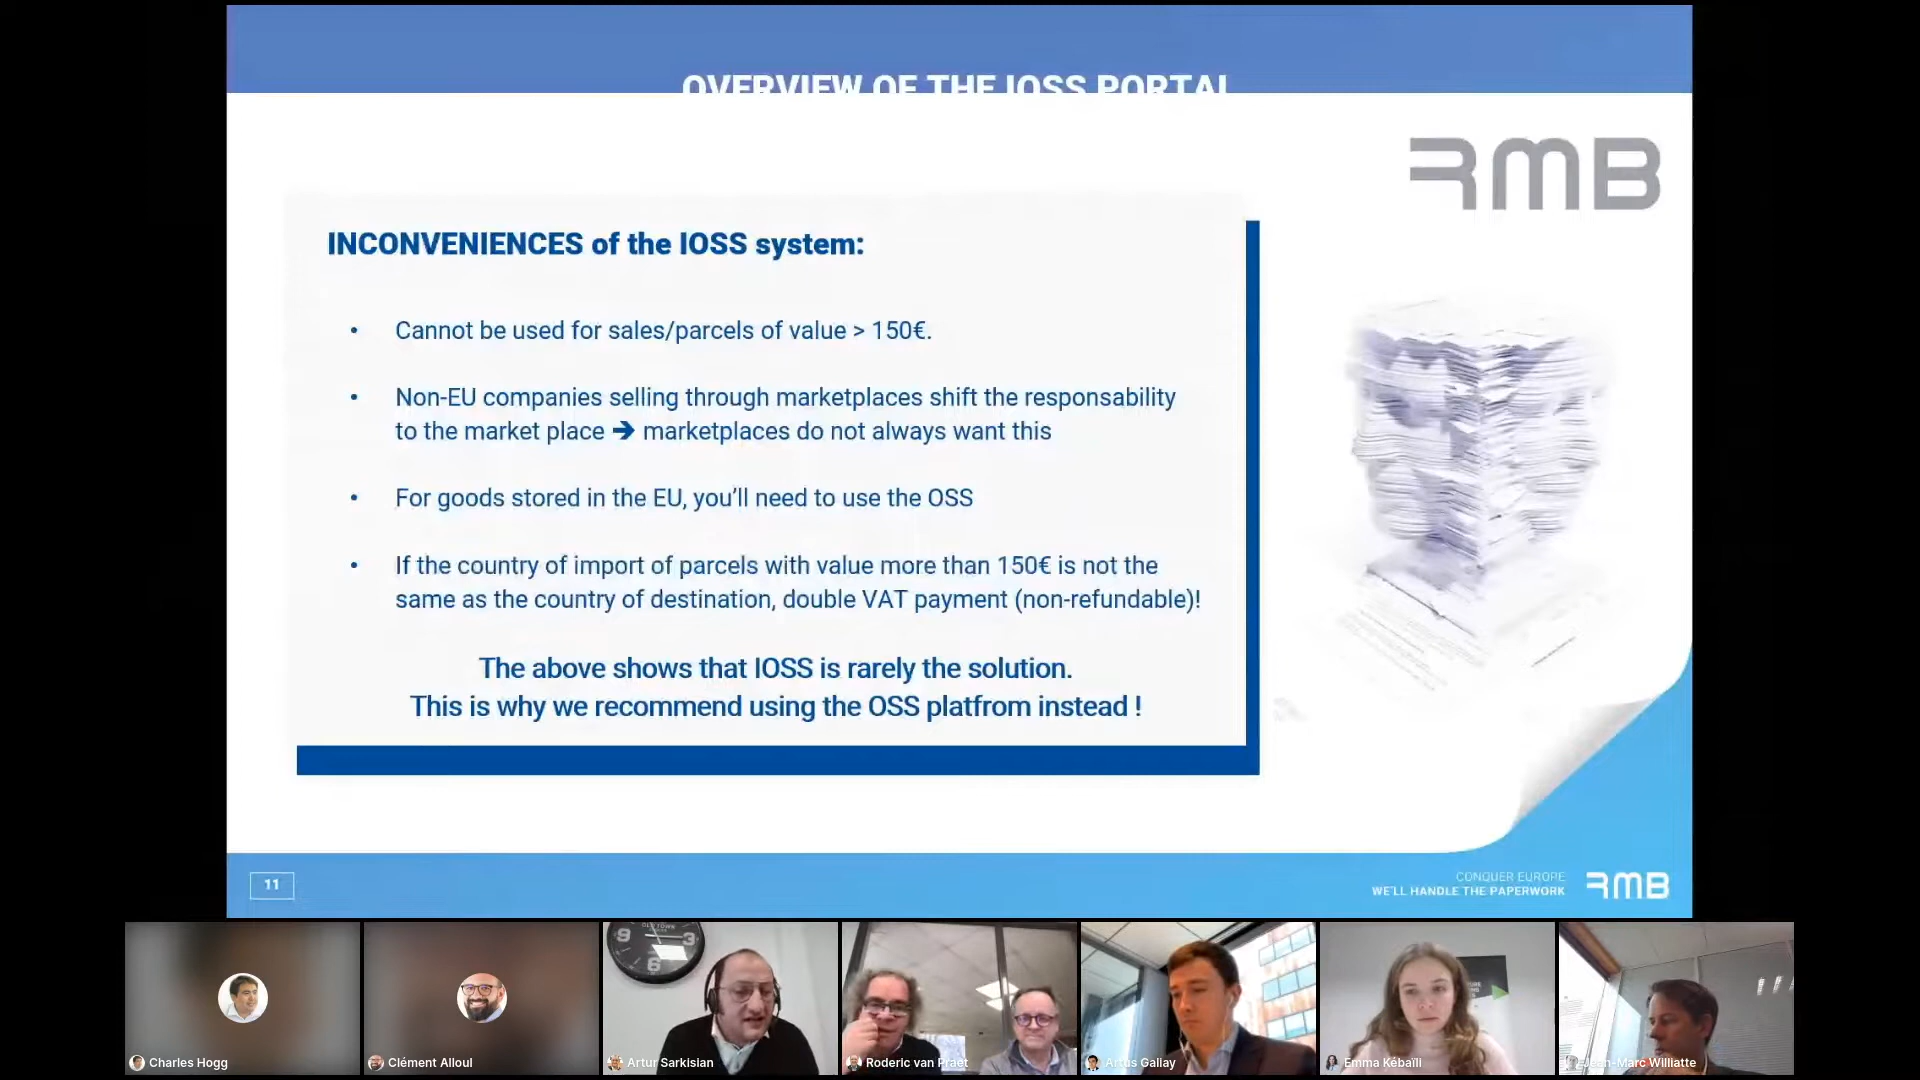 OVERVIEW OF THE IOSS PORTAL
RMB
INCONVENIENCES of the IOSS system:
• Cannot be used for sales/parcels of value > 150€.
• Non-EU companies selling through marketplaces shift the responsability
to the market place ➔ marketplaces do not always want this
• For goods stored in the EU, you’ll need to use the OSS
• If the country of import of parcels with value more than 150€ is not the
same as the country of destination, double VAT payment (non-refundable)!
The above shows that IOSS is rarely the solution.
This is why we recommend using the OSS platfrom instead !
11
CONQUER EUROPE
WE'LL HANDLE THE PAPERWORK
RMB
9 3
6
Charles Hogg
Clément Alloul
Artur Sarkisian
Roderic van Praet
Artus Galiay
Emma Kébaïli
Jean-Marc Williatte